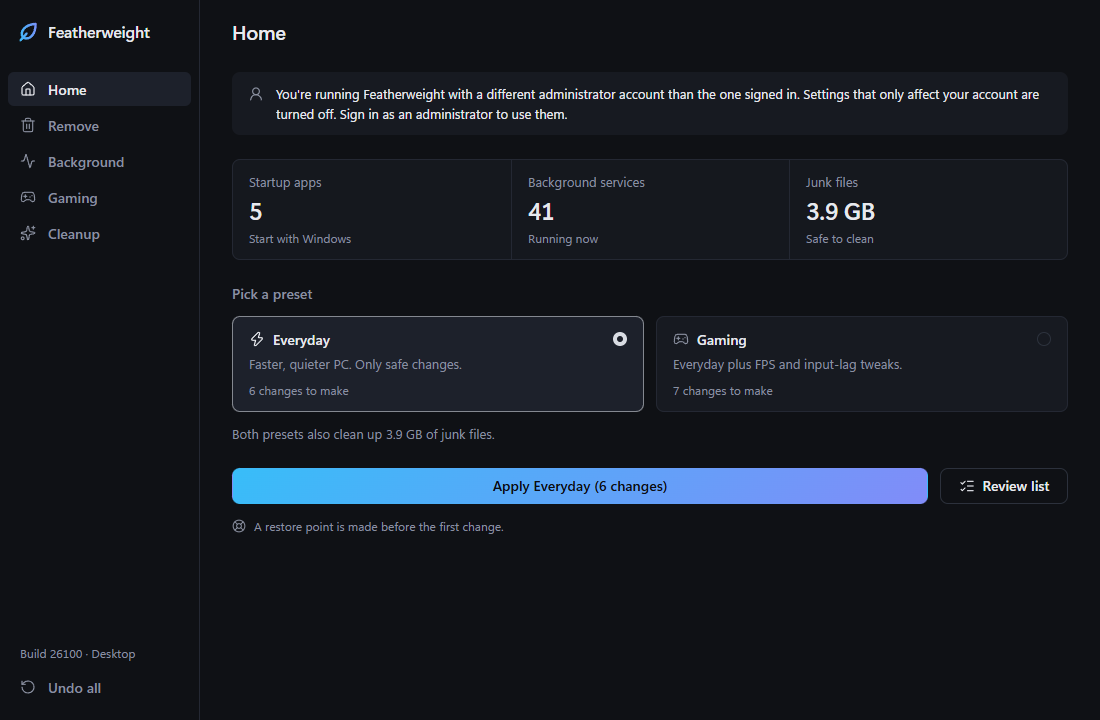 Featherweight
Home
Remove
Background
Gaming
Cleanup
Build 26100 · Desktop
Undo all
Home
You're running Featherweight with a different administrator account than the one signed in. Settings that only affect your account are
turned off. Sign in as an administrator to use them.
Startup apps
5
Start with Windows
Background services
41
Running now
Junk files
3.9 GB
Safe to clean
Pick a preset
Everyday
Faster, quieter PC. Only safe changes.
6 changes to make
Gaming
Everyday plus FPS and input-lag tweaks.
7 changes to make
Both presets also clean up 3.9 GB of junk files.
Apply Everyday (6 changes)
Review list
A restore point is made before the first change.